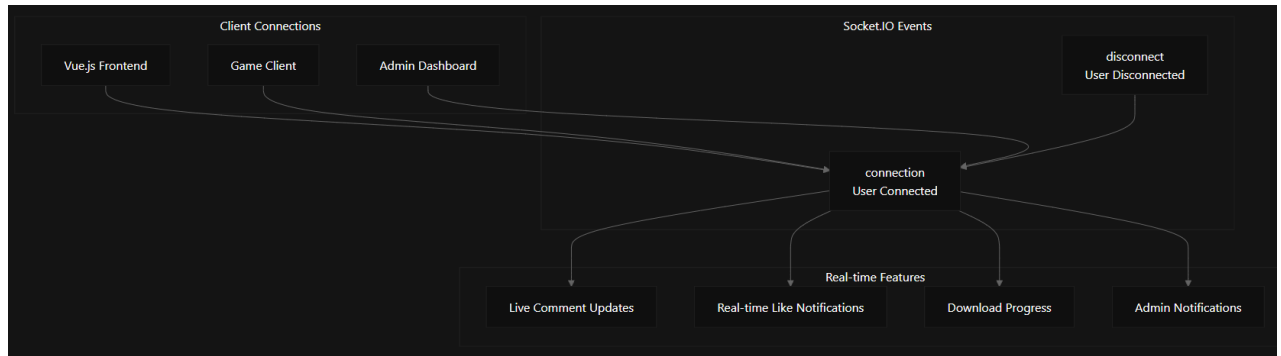 Client Connections
Vue.js Frontend
Game Client
Admin Dashboard
Socket.IO Events
disconnect
User Disconnected
connection
User Connected
Real-time Features
Live Comment Updates
Real-time Like Notifications
Download Progress
Admin Notifications